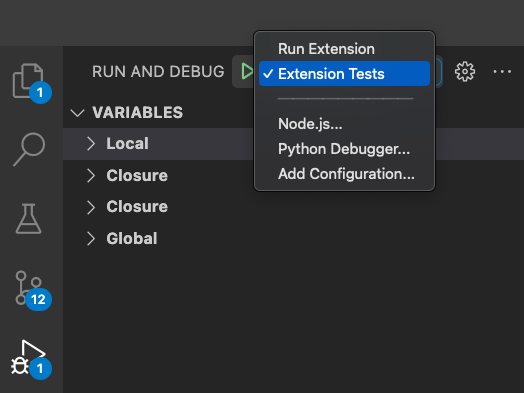 Run Extension
RUN AND DEBUG
✓ Extension Tests
1
VARIABLES
Node.js...
Local
Python Debugger...
Closure
Add Configuration...
Closure
Global
12
1